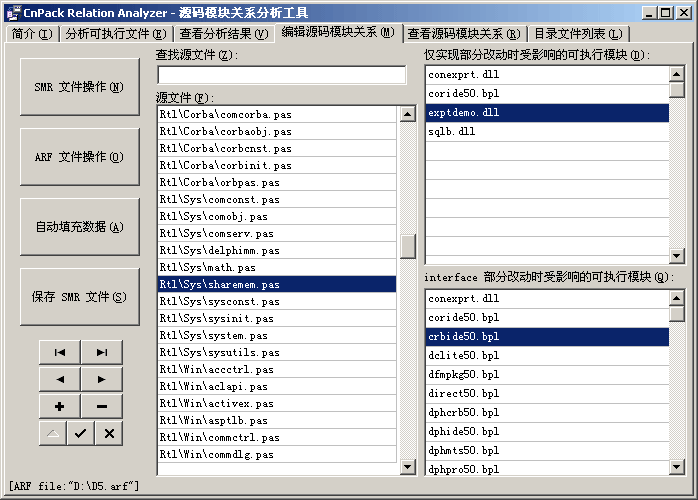 CnPack Relation Analyzer - 源码模块关系分析工具
简介(I) 分析可执行文件(E) 查看分析结果(V) 编辑源码模块关系(M) 查看源码模块关系(R) 目录文件列表(L)
SMR 文件操作(N)
ARF 文件操作(O)
自动填充数据(A)
保存 SMR 文件(S)
查找源文件(Z):
源文件(F):
Rtl\Corba\comcorba.pas
Rtl\Corba\corbaobj.pas
Rtl\Corba\corbcnst.pas
Rtl\Corba\corbinit.pas
Rtl\Corba\orbpas.pas
Rtl\Sys\comconst.pas
Rtl\Sys\comobj.pas
Rtl\Sys\comserv.pas
Rtl\Sys\delphimm.pas
Rtl\Sys\math.pas
Rtl\Sys\sharemem.pas
Rtl\Sys\sysconst.pas
Rtl\Sys\sysinit.pas
Rtl\Sys\system.pas
Rtl\Sys\sysutils.pas
Rtl\Win\accctrl.pas
Rtl\Win\aclapi.pas
Rtl\Win\activex.pas
Rtl\Win\asptlb.pas
Rtl\Win\commctrl.pas
Rtl\Win\commdlg.pas
仅实现部分改动时受影响的可执行模块(D):
conexprt.dll
coride50.bpl
exptdemo.dll
sqlb.dll
interface 部分改动时受影响的可执行模块(Q):
conexprt.dll
coride50.bpl
crbide50.bpl
dclite50.bpl
dfmpkg50.bpl
direct50.bpl
dphcrb50.bpl
dphide50.bpl
dphmts50.bpl
dphpro50.bpl
[ARF file:"D:\D5.arf"]